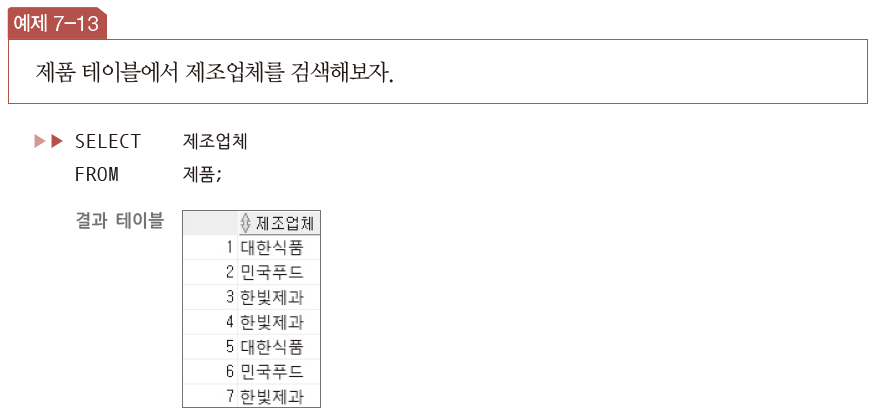 예제 7-13
제품 테이블에서 제조업체를 검색해보자.
SELECT 제조업체
FROM 제품;
결과 테이블
제조업체
1 대한식품
2 민국푸드
3 한빛제과
4 한빛제과
5 대한식품
6 민국푸드
7 한빛제과